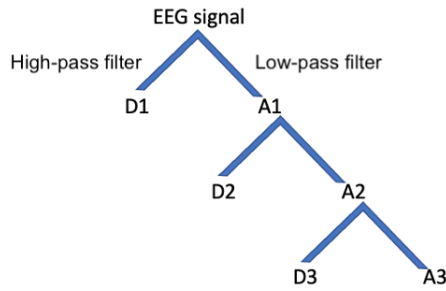 EEG signal
High-pass filter
Low-pass filter
D1
A1
D2
A2
D3
A3